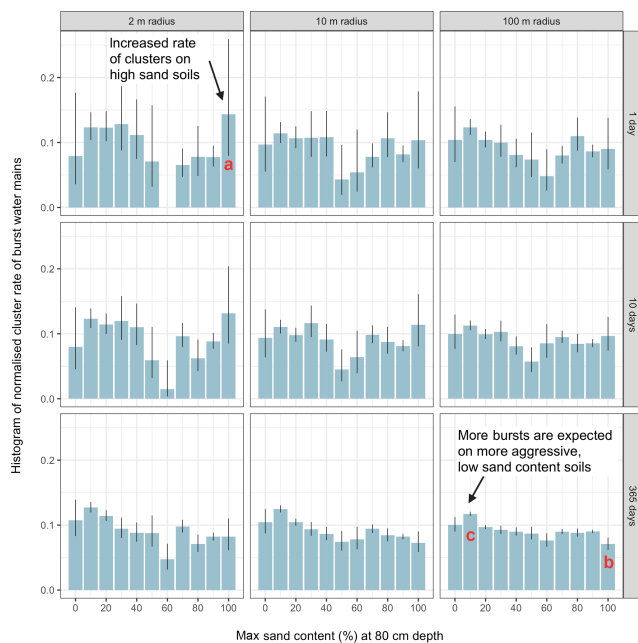 2 m radius
10 m radius
100 m radius
Increased rate
of clusters on
high sand soils
a
0.2
0.1
0.0
1 day
0.2
0.1
0.0
10 days
More bursts are expected
on more aggressive,
low sand content soils
c
b
0.2
0.1
0.0
365 days
0 20 40 60 80 100
0 20 40 60 80 100
0 20 40 60 80 100
Histogram of normalised cluster rate of burst water mains
Max sand content (%) at 80 cm depth